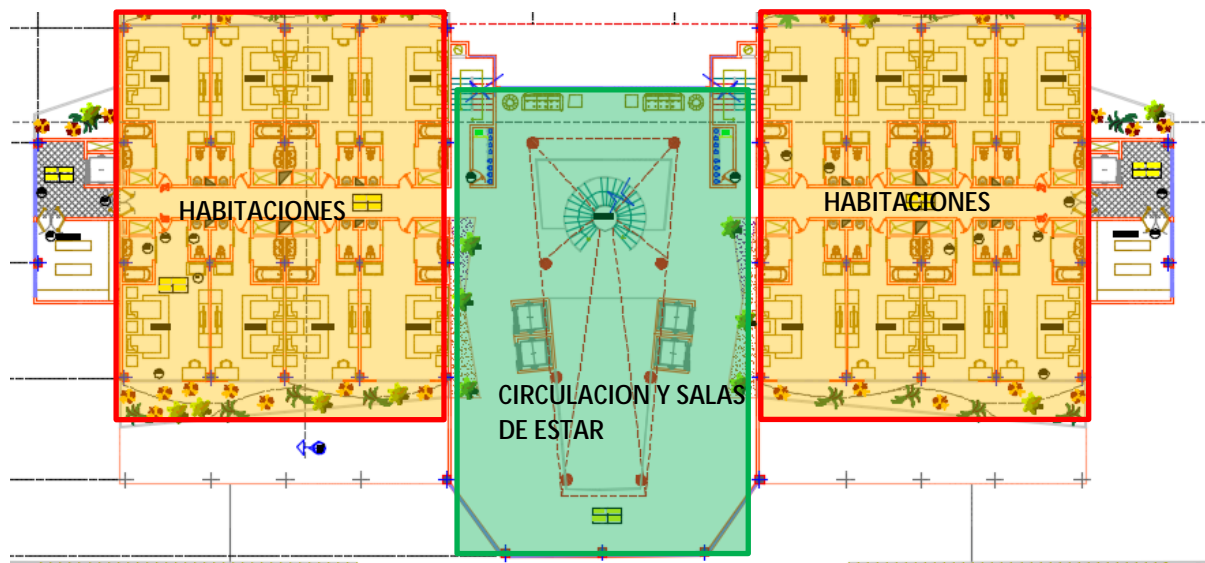 HABITACIONES
HABITACIONES
CIRCULACION Y SALAS
DE ESTAR